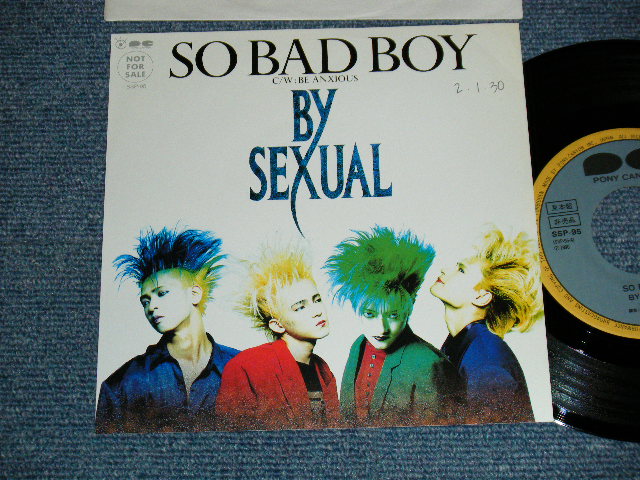 NOT
FOR
SALE
SSP-95
SO BAD BOY
C/W: BE ANXIOUS
2.1.30
BY
SEXUAL
PONY CAN
見本盤
非売品
SSP-95
SO
BY